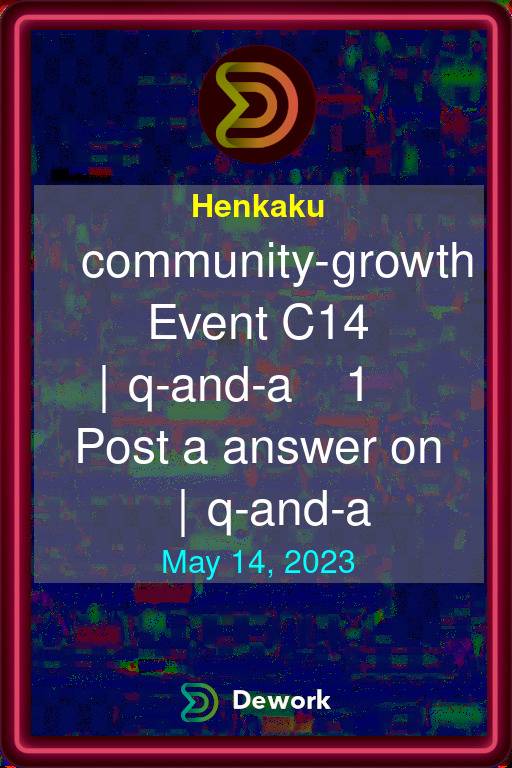 Henkaku
community-growth
Event C14
| q-and-a 1
Post a answer on
| q-and-a
May 14, 2023
Dework